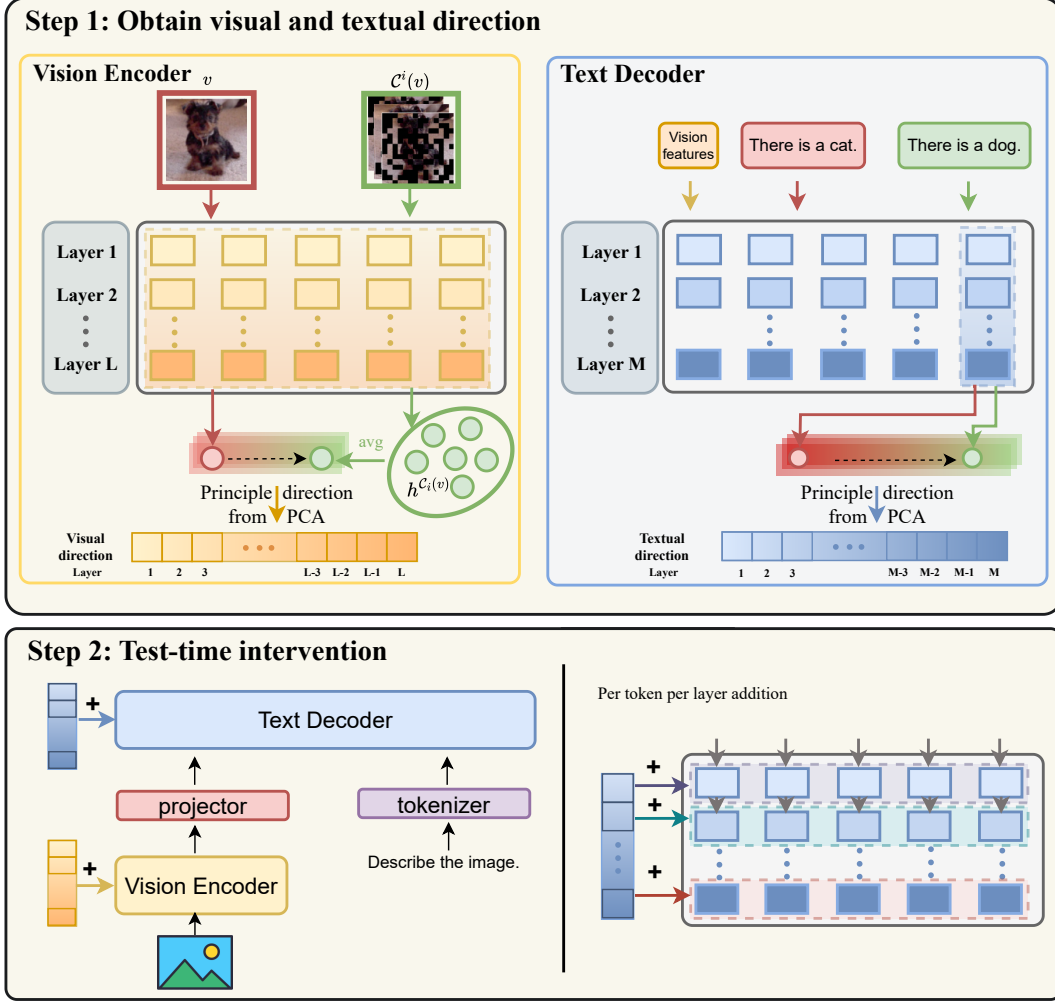 Step 1: Obtain visual and textual direction
Vision Encoder
v
C^i(v)
Layer 1
Layer 2
Layer L
avg
h^{C_i(v)}
Principle direction
from PCA
Visual
direction
Layer
1 2 3 L-3 L-2 L-1 L
Text Decoder
Vision
features
There is a cat.
There is a dog.
Layer 1
Layer 2
Layer M
Principle direction
from PCA
Textual
direction
Layer
1 2 3 M-3 M-2 M-1 M
Step 2: Test-time intervention
+
Text Decoder
projector
tokenizer
+
Vision Encoder
Describe the image.
Per token per layer addition
+
+
+